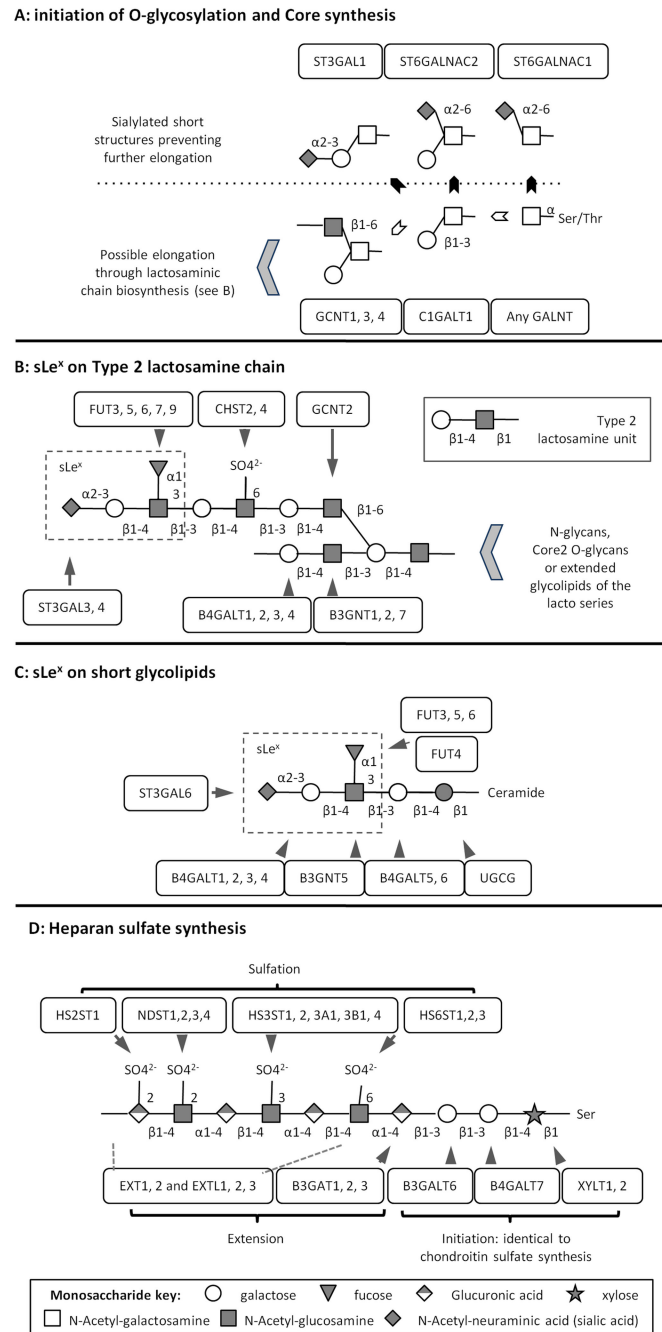 A: initiation of O-glycosylation and Core synthesis
ST3GAL1 ST6GALNAC2 ST6GALNAC1
Sialylated short
structures preventing
further elongation
α2-3 α2-6 α2-6
β1-6 β1-3 α Ser/Thr
Possible elongation
through lactosaminic
chain biosynthesis (see B)
GCNT1, 3, 4 C1GALT1 Any GALNT
B: sLeˣ on Type 2 lactosamine chain
FUT3, 5, 6, 7, 9 CHST2, 4 GCNT2
β1-4 β1
Type 2
lactosamine unit
sLeˣ α1 SO4²⁻
α2-3 3 6 β1-6
β1-4 β1-3 β1-4 β1-3 β1-4
β1-4 β1-3 β1-4
N-glycans,
Core2 O-glycans
or extended
glycolipids of the
lacto series
ST3GAL3, 4 B4GALT1, 2, 3, 4 B3GNT1, 2, 7
C: sLeˣ on short glycolipids
FUT3, 5, 6
FUT4
sLeˣ α1
ST3GAL6 α2-3 3 Ceramide
β1-4 β1-3 β1-4 β1
B4GALT1, 2, 3, 4 B3GNT5 B4GALT5, 6 UGCG
D: Heparan sulfate synthesis
Sulfation
HS2ST1 NDST1,2,3,4 HS3ST1, 2, 3A1, 3B1, 4 HS6ST1,2,3
SO4²⁻ SO4²⁻ SO4²⁻ SO4²⁻
2 2 3 6 Ser
β1-4 α1-4 β1-4 α1-4 β1-4 α1-4 β1-3 β1-3 β1-4 β1
EXT1, 2 and EXTL1, 2, 3 B3GAT1, 2, 3 B3GALT6 B4GALT7 XYLT1, 2
Extension
Initiation: identical to
chondroitin sulfate synthesis
Monosaccharide key: galactose fucose Glucuronic acid xylose
N-Acetyl-galactosamine N-Acetyl-glucosamine N-Acetyl-neuraminic acid (sialic acid)